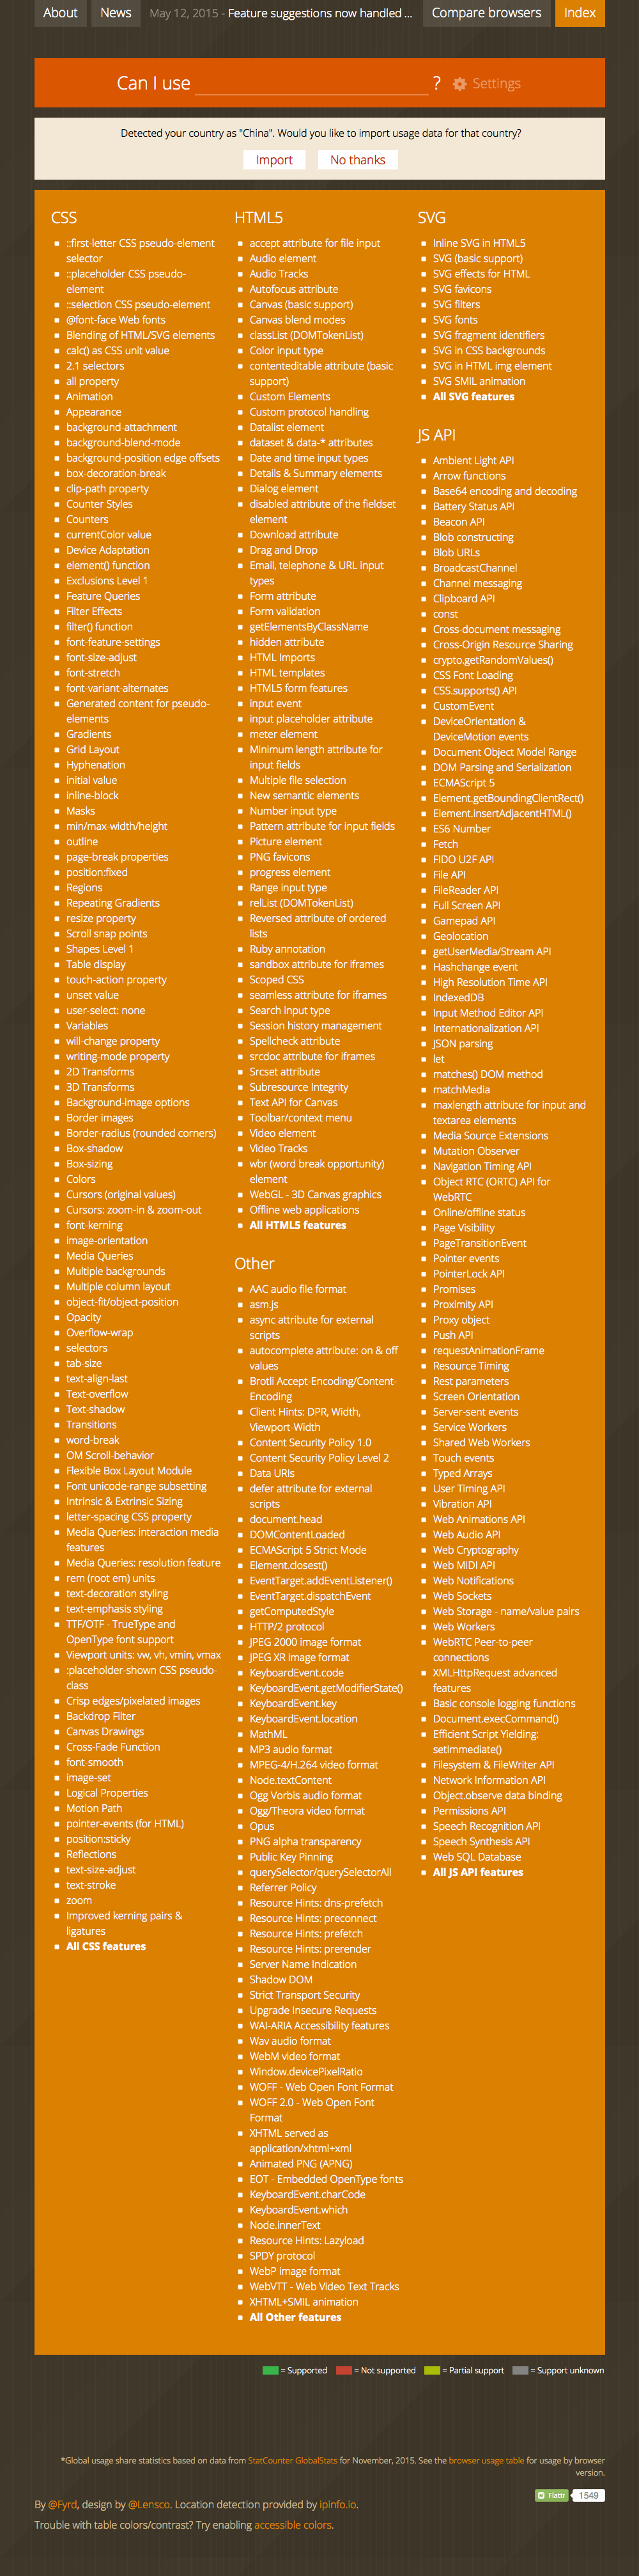 About
News
May 12, 2015 - Feature suggestions now handled ...
Compare browsers
Index
Can I use
?
Settings
Detected your country as "China". Would you like to import usage data for that country?
Import
No thanks
CSS
::first-letter CSS pseudo-element
selector
::placeholder CSS pseudo-
element
::selection CSS pseudo-element
@font-face Web fonts
Blending of HTML/SVG elements
calc() as CSS unit value
2.1 selectors
all property
Animation
Appearance
background-attachment
background-blend-mode
background-position edge offsets
box-decoration-break
clip-path property
Counter Styles
Counters
currentColor value
Device Adaptation
element() function
Exclusions Level 1
Feature Queries
Filter Effects
filter() function
font-feature-settings
font-size-adjust
font-stretch
font-variant-alternates
Generated content for pseudo-
elements
Gradients
Grid Layout
Hyphenation
initial value
inline-block
Masks
min/max-width/height
outline
page-break properties
position:fixed
Regions
Repeating Gradients
resize property
Scroll snap points
Shapes Level 1
Table display
touch-action property
unset value
user-select: none
Variables
will-change property
writing-mode property
2D Transforms
3D Transforms
Background-image options
Border images
Border-radius (rounded corners)
Box-shadow
Box-sizing
Colors
Cursors (original values)
Cursors: zoom-in & zoom-out
font-kerning
image-orientation
Media Queries
Multiple backgrounds
Multiple column layout
object-fit/object-position
Opacity
Overflow-wrap
selectors
tab-size
text-align-last
Text-overflow
Text-shadow
Transitions
word-break
OM Scroll-behavior
Flexible Box Layout Module
Font unicode-range subsetting
Intrinsic & Extrinsic Sizing
letter-spacing CSS property
Media Queries: interaction media
features
Media Queries: resolution feature
rem (root em) units
text-decoration styling
text-emphasis styling
TTF/OTF - TrueType and
OpenType font support
Viewport units: vw, vh, vmin, vmax
:placeholder-shown CSS pseudo-
class
Crisp edges/pixelated images
Backdrop Filter
Canvas Drawings
Cross-Fade Function
font-smooth
image-set
Logical Properties
Motion Path
pointer-events (for HTML)
position:sticky
Reflections
text-size-adjust
text-stroke
zoom
Improved kerning pairs &
ligatures
All CSS features
HTML5
accept attribute for file input
Audio element
Audio Tracks
Autofocus attribute
Canvas (basic support)
Canvas blend modes
classList (DOMTokenList)
Color input type
contenteditable attribute (basic
support)
Custom Elements
Custom protocol handling
Datalist element
dataset & data-* attributes
Date and time input types
Details & Summary elements
Dialog element
disabled attribute of the fieldset
element
Download attribute
Drag and Drop
Email, telephone & URL input
types
Form attribute
Form validation
getElementsByClassName
hidden attribute
HTML Imports
HTML templates
HTML5 form features
input event
input placeholder attribute
meter element
Minimum length attribute for
input fields
Multiple file selection
New semantic elements
Number input type
Pattern attribute for input fields
Picture element
PNG favicons
progress element
Range input type
relList (DOMTokenList)
Reversed attribute of ordered
lists
Ruby annotation
sandbox attribute for iframes
Scoped CSS
seamless attribute for iframes
Search input type
Session history management
Spellcheck attribute
srcdoc attribute for iframes
Srcset attribute
Subresource Integrity
Text API for Canvas
Toolbar/context menu
Video element
Video Tracks
wbr (word break opportunity)
element
WebGL - 3D Canvas graphics
Offline web applications
All HTML5 features
Other
AAC audio file format
asm.js
async attribute for external
scripts
autocomplete attribute: on & off
values
Brotli Accept-Encoding/Content-
Encoding
Client Hints: DPR, Width,
Viewport-Width
Content Security Policy 1.0
Content Security Policy Level 2
Data URIs
defer attribute for external
scripts
document.head
DOMContentLoaded
ECMAScript 5 Strict Mode
Element.closest()
EventTarget.addEventListener()
EventTarget.dispatchEvent
getComputedStyle
HTTP/2 protocol
JPEG 2000 image format
JPEG XR image format
KeyboardEvent.code
KeyboardEvent.getModifierState()
KeyboardEvent.key
KeyboardEvent.location
MathML
MP3 audio format
MPEG-4/H.264 video format
Node.textContent
Ogg Vorbis audio format
Ogg/Theora video format
Opus
PNG alpha transparency
Public Key Pinning
querySelector/querySelectorAll
Referrer Policy
Resource Hints: dns-prefetch
Resource Hints: preconnect
Resource Hints: prefetch
Resource Hints: prerender
Server Name Indication
Shadow DOM
Strict Transport Security
Upgrade Insecure Requests
WAI-ARIA Accessibility features
Wav audio format
WebM video format
Window.devicePixelRatio
WOFF - Web Open Font Format
WOFF 2.0 - Web Open Font
Format
XHTML served as
application/xhtml+xml
Animated PNG (APNG)
EOT - Embedded OpenType fonts
KeyboardEvent.charCode
KeyboardEvent.which
Node.innerText
Resource Hints: Lazyload
SPDY protocol
WebP image format
WebVTT - Web Video Text Tracks
XHTML+SMIL animation
All Other features
SVG
Inline SVG in HTML5
SVG (basic support)
SVG effects for HTML
SVG favicons
SVG filters
SVG fonts
SVG fragment identifiers
SVG in CSS backgrounds
SVG in HTML img element
SVG SMIL animation
All SVG features
JS API
Ambient Light API
Arrow functions
Base64 encoding and decoding
Battery Status API
Beacon API
Blob constructing
Blob URLs
BroadcastChannel
Channel messaging
Clipboard API
const
Cross-document messaging
Cross-Origin Resource Sharing
crypto.getRandomValues()
CSS Font Loading
CSS.supports() API
CustomEvent
DeviceOrientation &
DeviceMotion events
Document Object Model Range
DOM Parsing and Serialization
ECMAScript 5
Element.getBoundingClientRect()
Element.insertAdjacentHTML()
ES6 Number
Fetch
FIDO U2F API
File API
FileReader API
Full Screen API
Gamepad API
Geolocation
getUserMedia/Stream API
Hashchange event
High Resolution Time API
IndexedDB
Input Method Editor API
Internationalization API
JSON parsing
let
matches() DOM method
matchMedia
maxlength attribute for input and
textarea elements
Media Source Extensions
Mutation Observer
Navigation Timing API
Object RTC (ORTC) API for
WebRTC
Online/offline status
Page Visibility
PageTransitionEvent
Pointer events
PointerLock API
Promises
Proximity API
Proxy object
Push API
requestAnimationFrame
Resource Timing
Rest parameters
Screen Orientation
Server-sent events
Service Workers
Shared Web Workers
Touch events
Typed Arrays
User Timing API
Vibration API
Web Animations API
Web Audio API
Web Cryptography
Web MIDI API
Web Notifications
Web Sockets
Web Storage - name/value pairs
Web Workers
WebRTC Peer-to-peer
connections
XMLHttpRequest advanced
features
Basic console logging functions
Document.execCommand()
Efficient Script Yielding:
setImmediate()
Filesystem & FileWriter API
Network Information API
Object.observe data binding
Permissions API
Speech Recognition API
Speech Synthesis API
Web SQL Database
All JS API features
= Supported
= Not supported
= Partial support
= Support unknown
*Global usage share statistics based on data from StatCounter GlobalStats for November, 2015. See the browser usage table for usage by browser
version.
Flattr
1549
By @Fyrd, design by @Lensco. Location detection provided by ipinfo.io.
Trouble with table colors/contrast? Try enabling accessible colors.